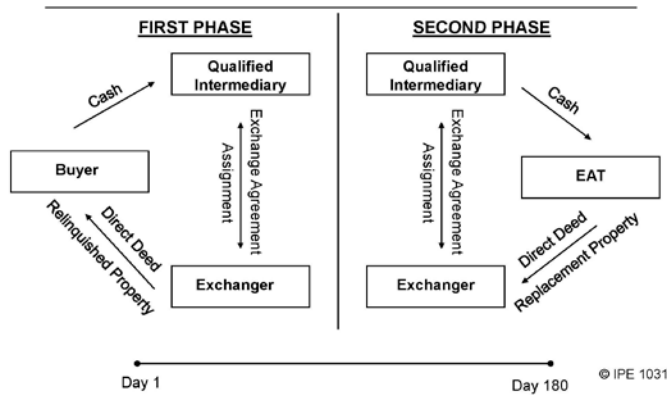 FIRST PHASE
Qualified
Intermediary
Cash
Buyer
Exchange Agreement
Assignment
Direct Deed
Relinquished Property
Exchanger
SECOND PHASE
Qualified
Intermediary
Cash
EAT
Exchange Agreement
Assignment
Direct Deed
Replacement Property
Exchanger
Day 1
Day 180
© IPE 1031